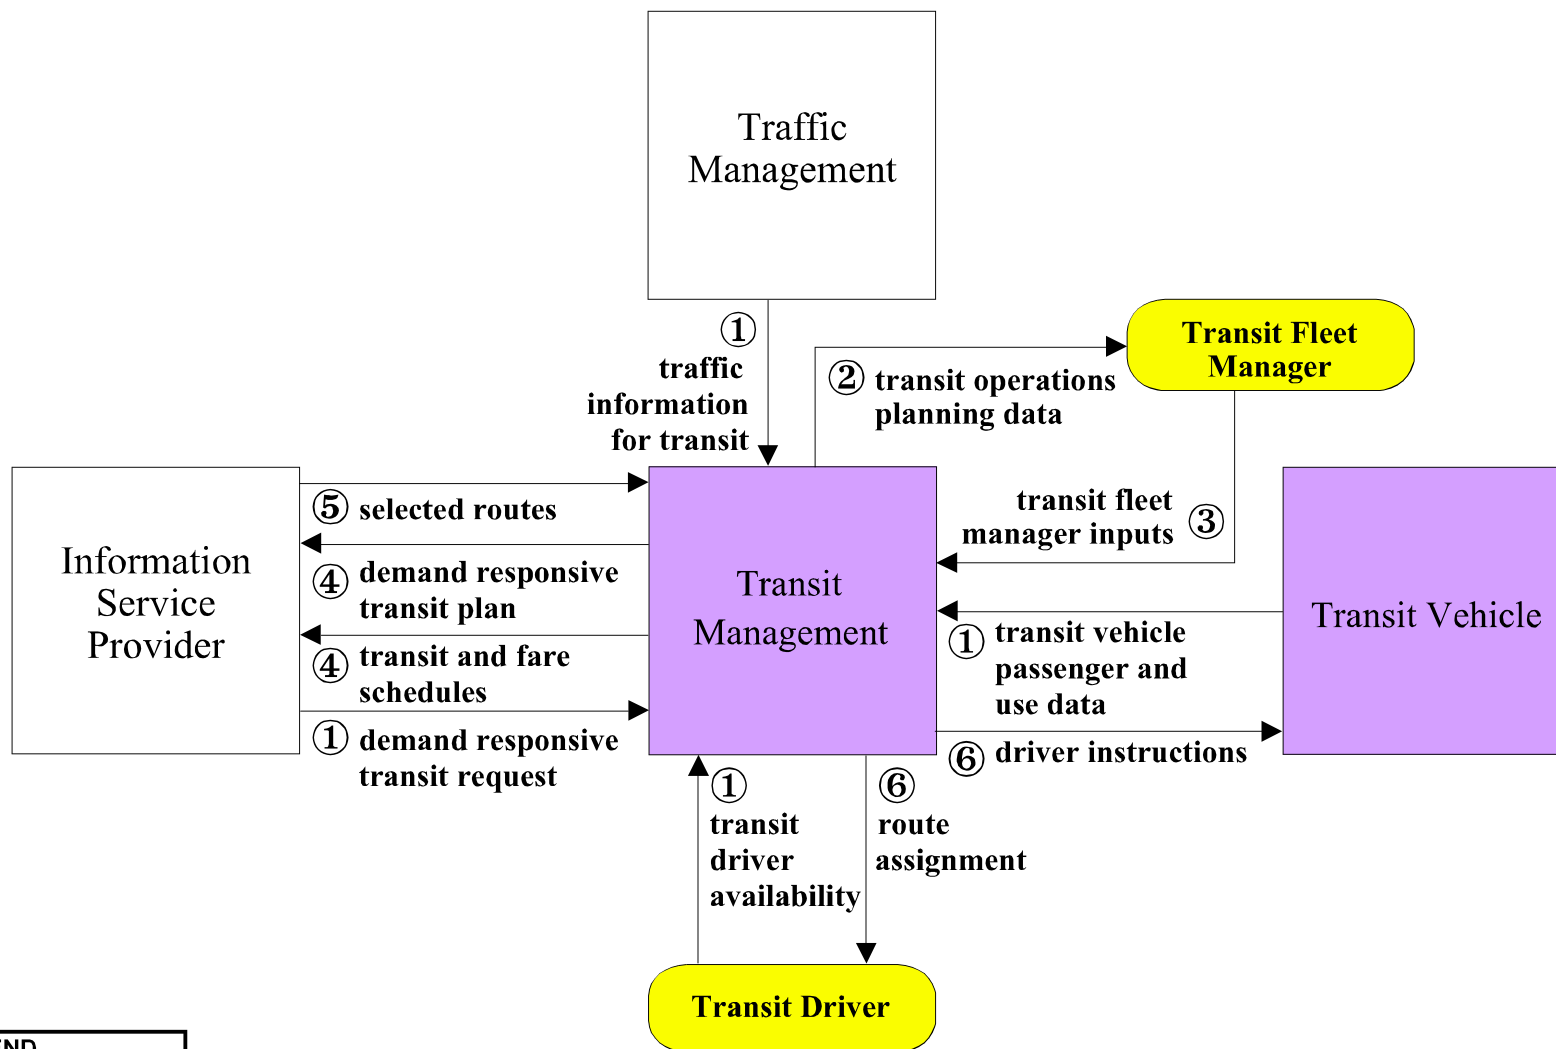 Traffic
Management
①
traffic
information
for transit
② transit operations
planning data
Transit Fleet
Manager
transit fleet
manager inputs ③
Information
Service
Provider
⑤ selected routes
④ demand responsive
transit plan
④ transit and fare
schedules
① demand responsive
transit request
Transit
Management
① transit vehicle
passenger and
use data
⑥ driver instructions
Transit Vehicle
①
transit
driver
availability
⑥
route
assignment
Transit Driver